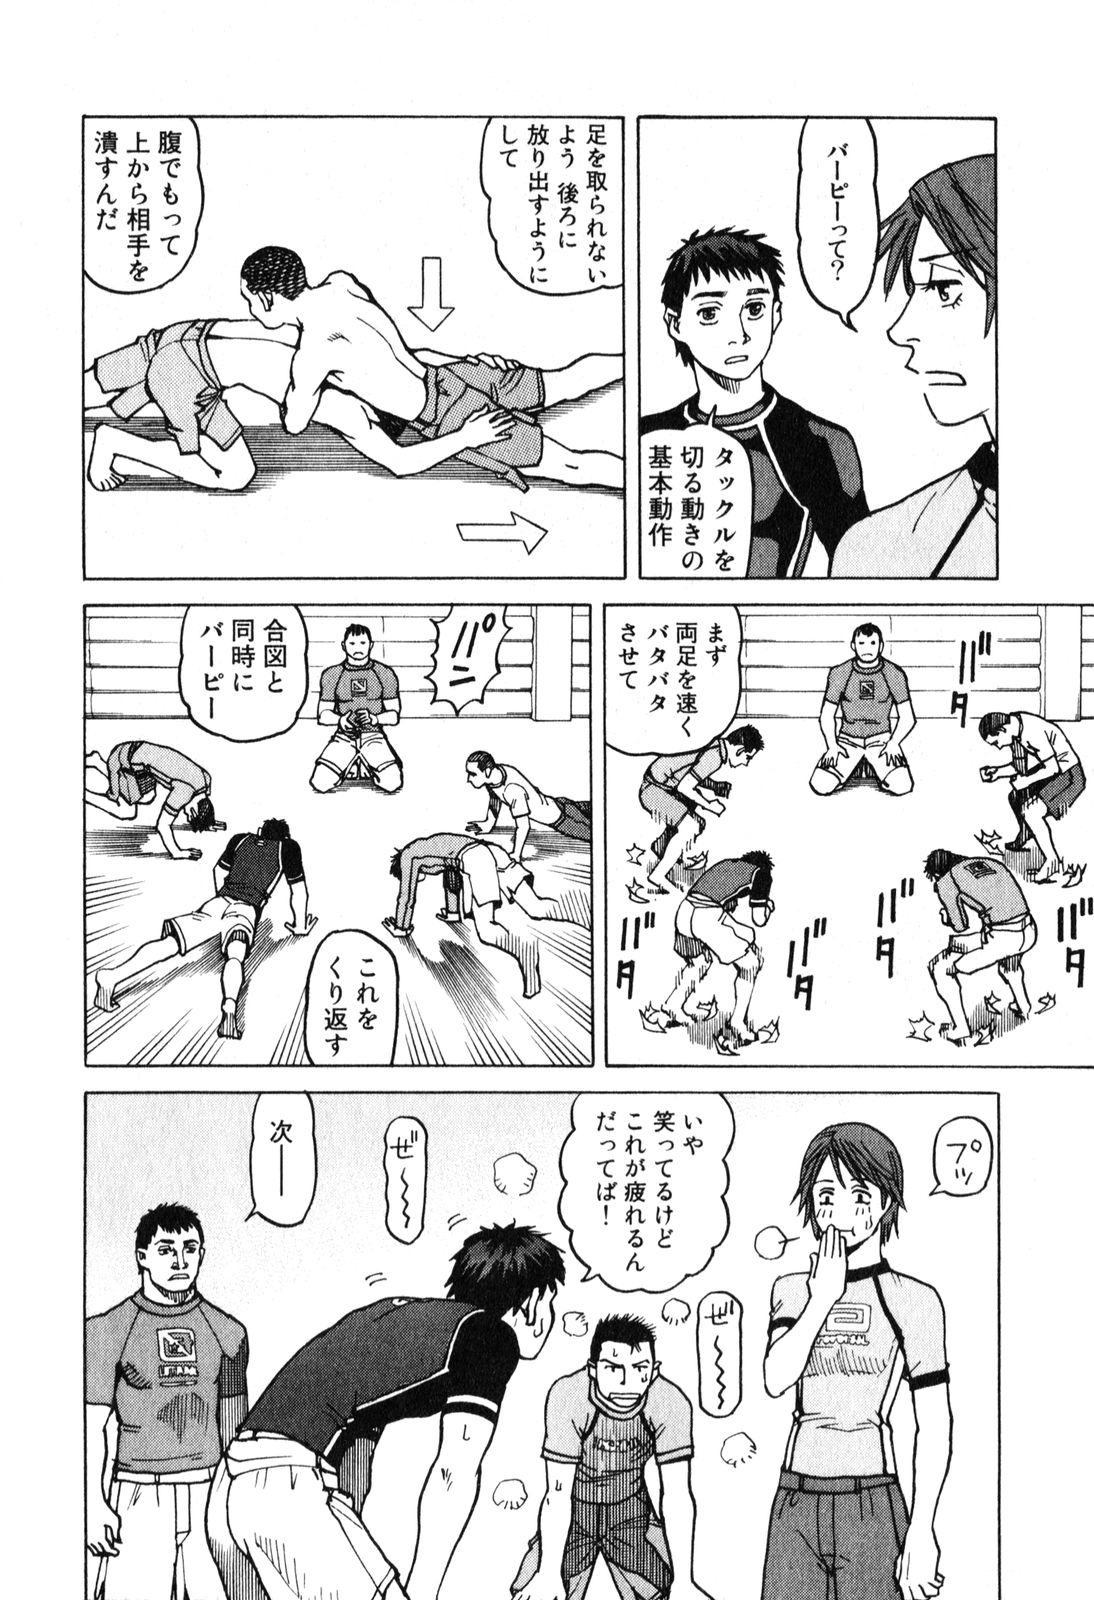 バーピーって？
タックルを
切る動きの
基本動作
足を取られない
よう 後ろに
放り出すように
して
腹でもって
上から相手を
潰すんだ
まず
両足を速く
バタバタ
させて
バタ
バタ
バタ
バタ
パン
合図と
同時に
バーピー
これを
くり返す
プッ
いや
笑ってるけど
これが疲れるん
だってば！
ぜ〜〜
ぜ〜〜
次──